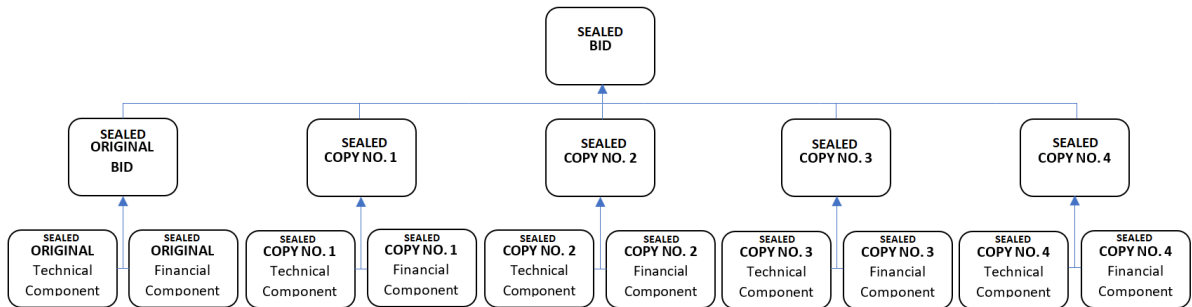 SEALED
BID
SEALED
ORIGINAL
BID
SEALED
COPY NO. 1
SEALED
COPY NO. 2
SEALED
COPY NO. 3
SEALED
COPY NO. 4
SEALED
ORIGINAL
Technical
Component
SEALED
ORIGINAL
Financial
Component
SEALED
COPY NO. 1
Technical
Component
SEALED
COPY NO. 1
Financial
Component
SEALED
COPY NO. 2
Technical
Component
SEALED
COPY NO. 2
Financial
Component
SEALED
COPY NO. 3
Technical
Component
SEALED
COPY NO. 3
Financial
Component
SEALED
COPY NO. 4
Technical
Component
SEALED
COPY NO. 4
Financial
Component